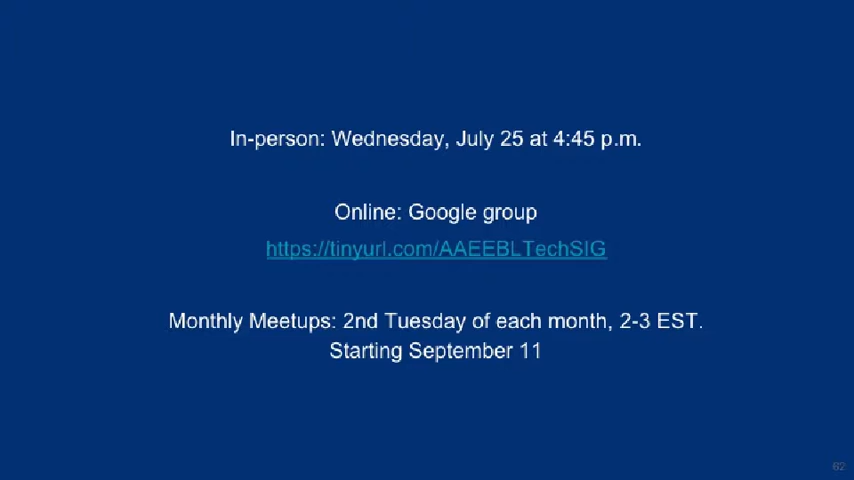 In-person: Wednesday, July 25 at 4:45 p.m.
Online: Google group
https://tinyurl.com/AAEEBLTechSIG
Monthly Meetups: 2nd Tuesday of each month, 2-3 EST.
Starting September 11
62